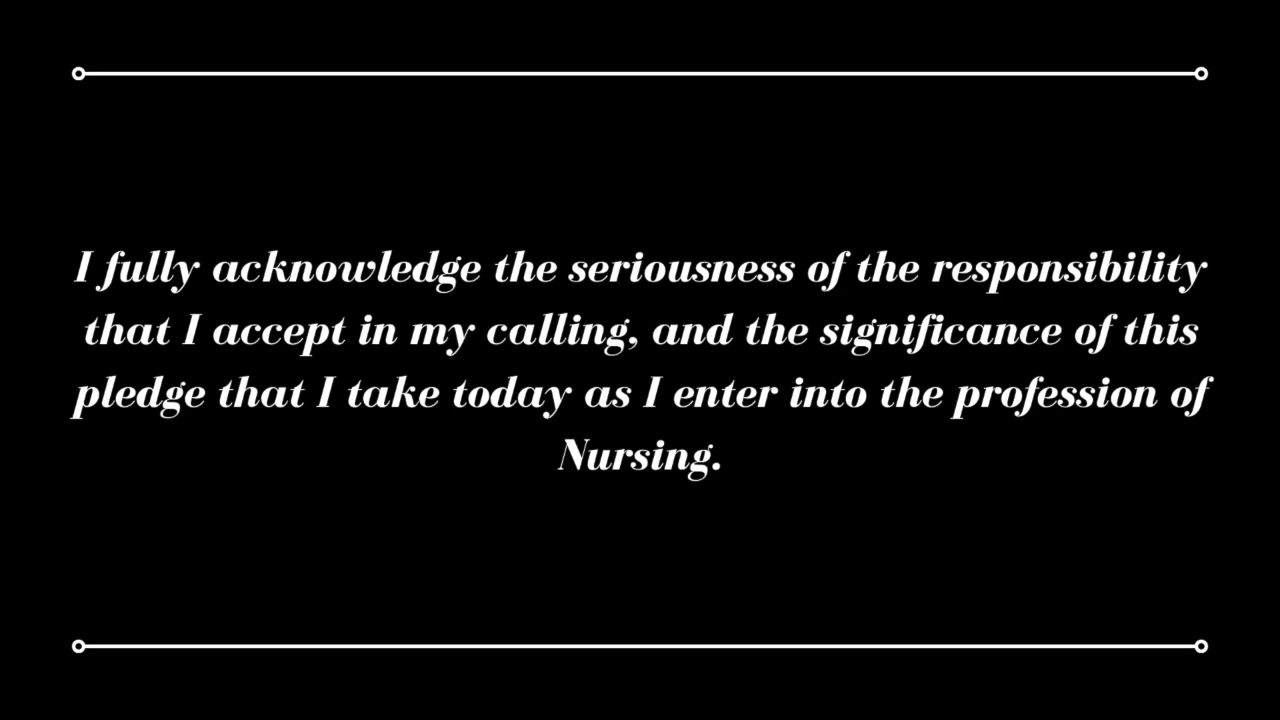 I fully acknowledge the seriousness of the responsibility
that I accept in my calling, and the significance of this
pledge that I take today as I enter into the profession of
Nursing.